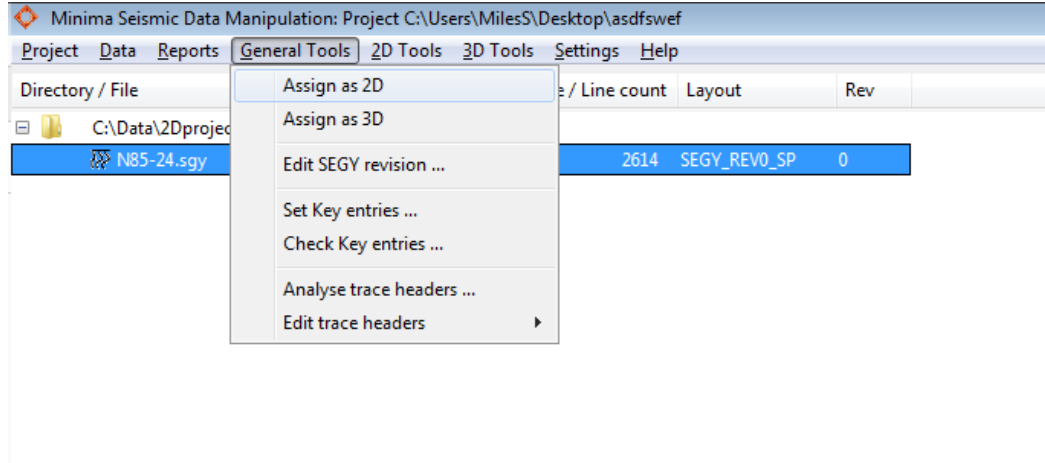 Minima Seismic Data Manipulation: Project C:\Users\MilesS\Desktop\asdfswef
Project Data Reports General Tools 2D Tools 3D Tools Settings Help
Directory / File / Line count Layout Rev
C:\Data\2Dprojec
N85-24.sgy 2614 SEGY_REV0_SP 0
Assign as 2D
Assign as 3D
Edit SEGY revision ...
Set Key entries ...
Check Key entries ...
Analyse trace headers ...
Edit trace headers